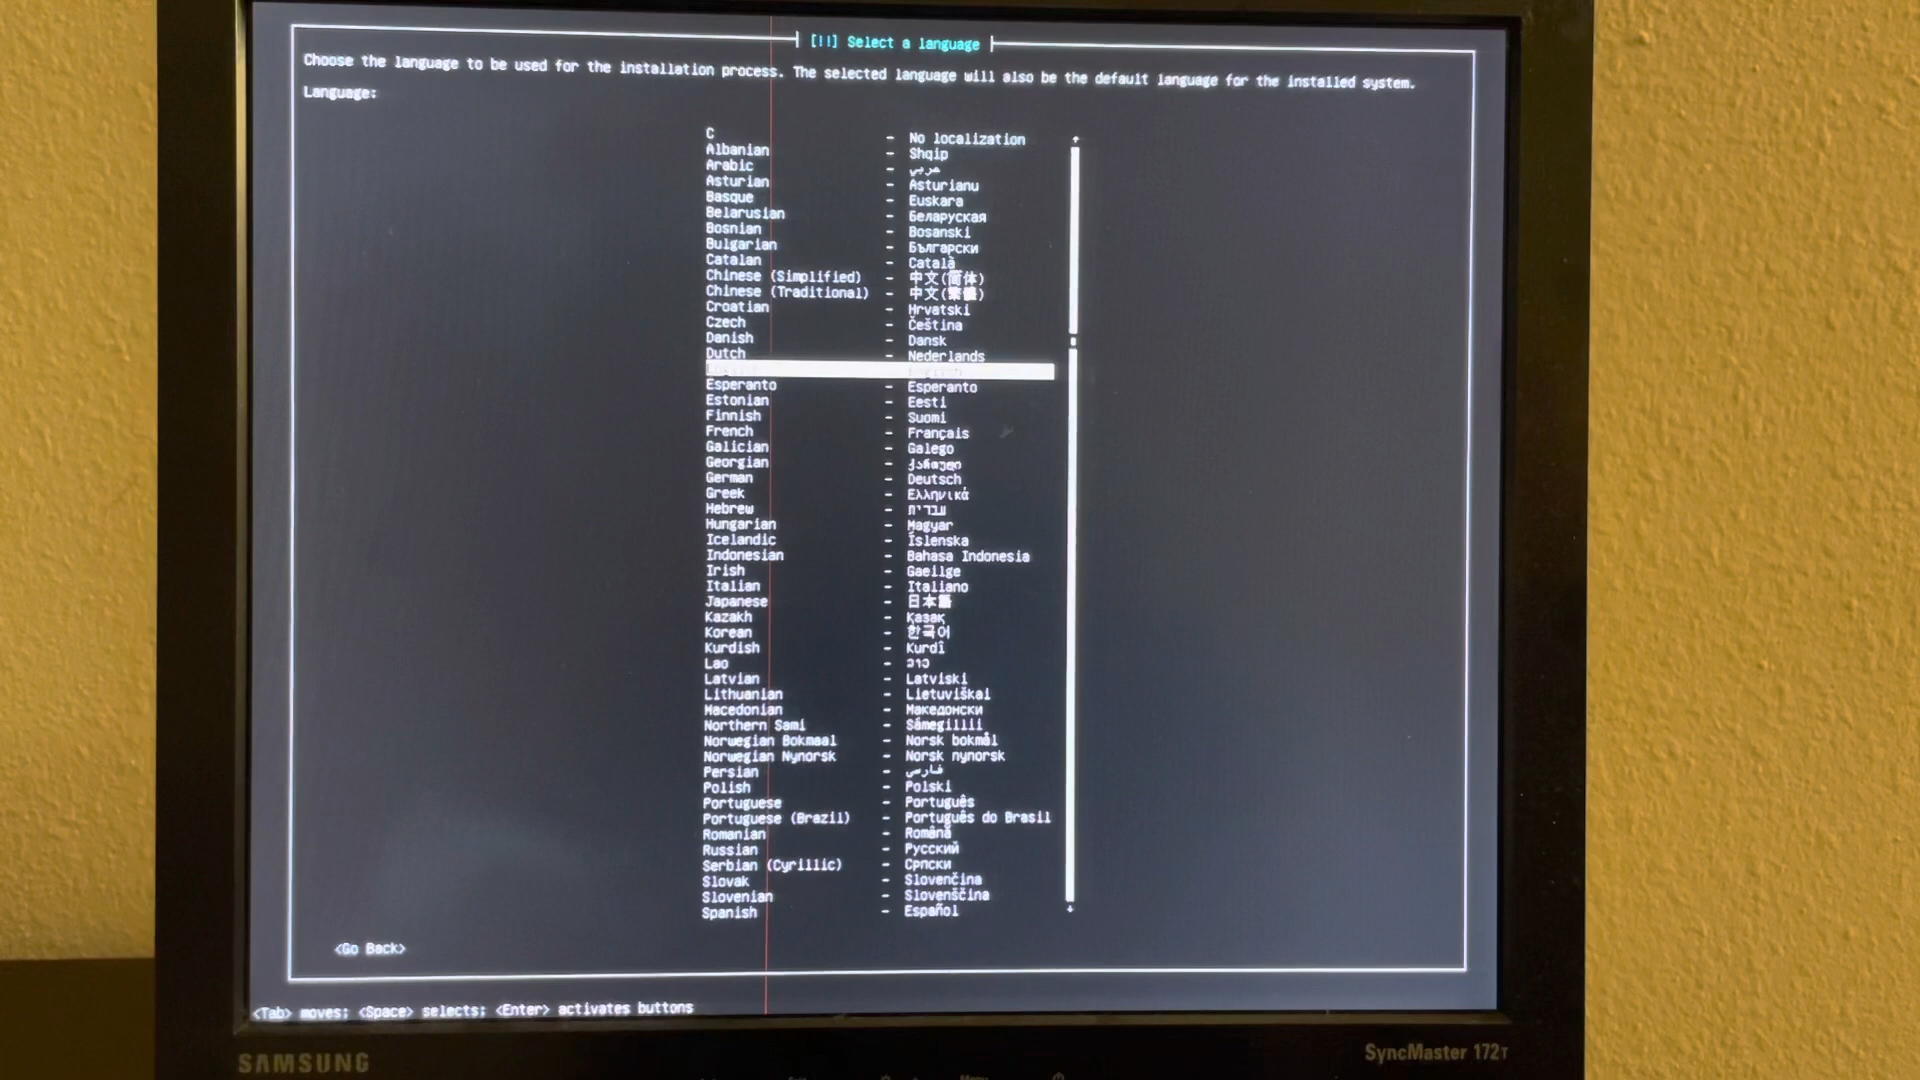 [!!] Select a language
Choose the language to be used for the installation process. The selected language will also be the default language for the installed system.
Language:
C - No localization
Albanian - Shqip
Arabic - عربي
Asturian - Asturianu
Basque - Euskara
Belarusian - Беларуская
Bosnian - Bosanski
Bulgarian - Български
Catalan - Català
Chinese (Simplified) - 中文(简体)
Chinese (Traditional) - 中文(繁體)
Croatian - Hrvatski
Czech - Čeština
Danish - Dansk
Dutch - Nederlands
English - English
Esperanto - Esperanto
Estonian - Eesti
Finnish - Suomi
French - Français
Galician - Galego
Georgian - ქართული
German - Deutsch
Greek - Ελληνικά
Hebrew - עברית
Hungarian - Magyar
Icelandic - Íslenska
Indonesian - Bahasa Indonesia
Irish - Gaeilge
Italian - Italiano
Japanese - 日本語
Kazakh - Қазақ
Korean - 한국어
Kurdish - Kurdî
Lao - ລາວ
Latvian - Latviski
Lithuanian - Lietuviškai
Macedonian - Македонски
Northern Sami - Sámegillii
Norwegian Bokmaal - Norsk bokmål
Norwegian Nynorsk - Norsk nynorsk
Persian - فارسی
Polish - Polski
Portuguese - Português
Portuguese (Brazil) - Português do Brasil
Romanian - Română
Russian - Русский
Serbian (Cyrillic) - Српски
Slovak - Slovenčina
Slovenian - Slovenščina
Spanish - Español
<Go Back>
<Tab> moves; <Space> selects; <Enter> activates buttons
SAMSUNG
SyncMaster 172T